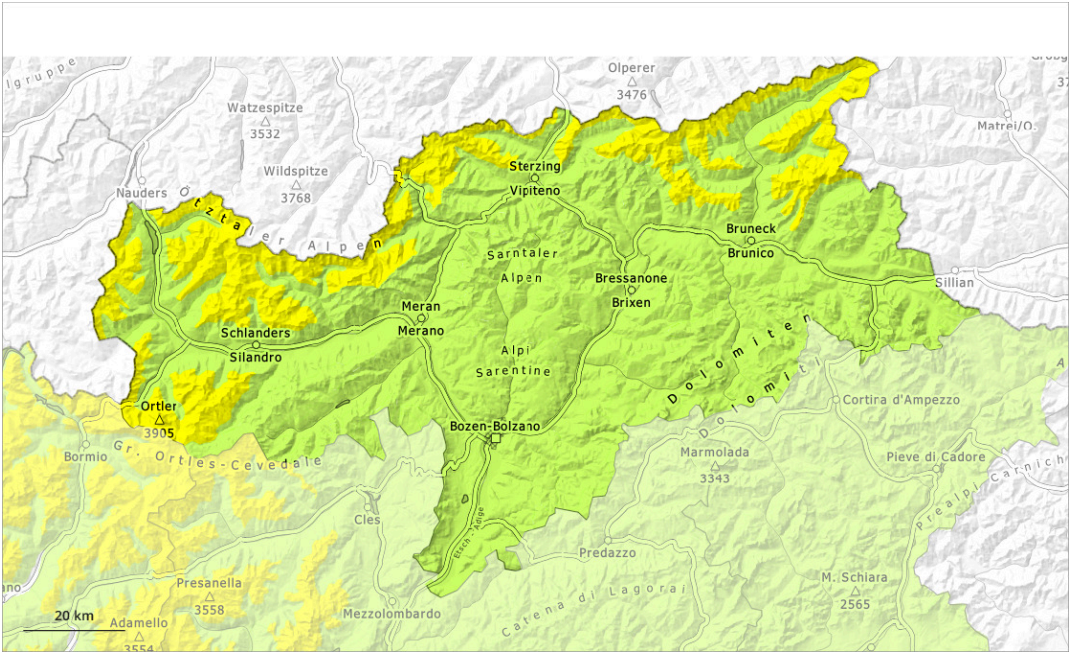 lgruppe
Olperer
3476
Watzespitze
3532
Matrei/O.
Wildspitze
3768
Nauders
Ötztaler Alpen
Sterzing
Vipiteno
Bruneck
Brunico
Sarntaler
Alpen
Bressanone
Brixen
Sillian
Meran
Merano
Schlanders
Silandro
Alpi
Sarentine
Dolomiten
Dolomiti
Ortler
3905
Cortina d'Ampezzo
Bozen-Bolzano
Bormio
Gr. Ortles-Cevedale
Marmolada
3343
Pieve di Cadore
Prealpi Carnich
Cles
Etsch - Adige
Predazzo
Presanella
3558
M. Schiara
2565
ano
Mezzolombardo
Catena di Lagorai
20 km
Adamello
3554